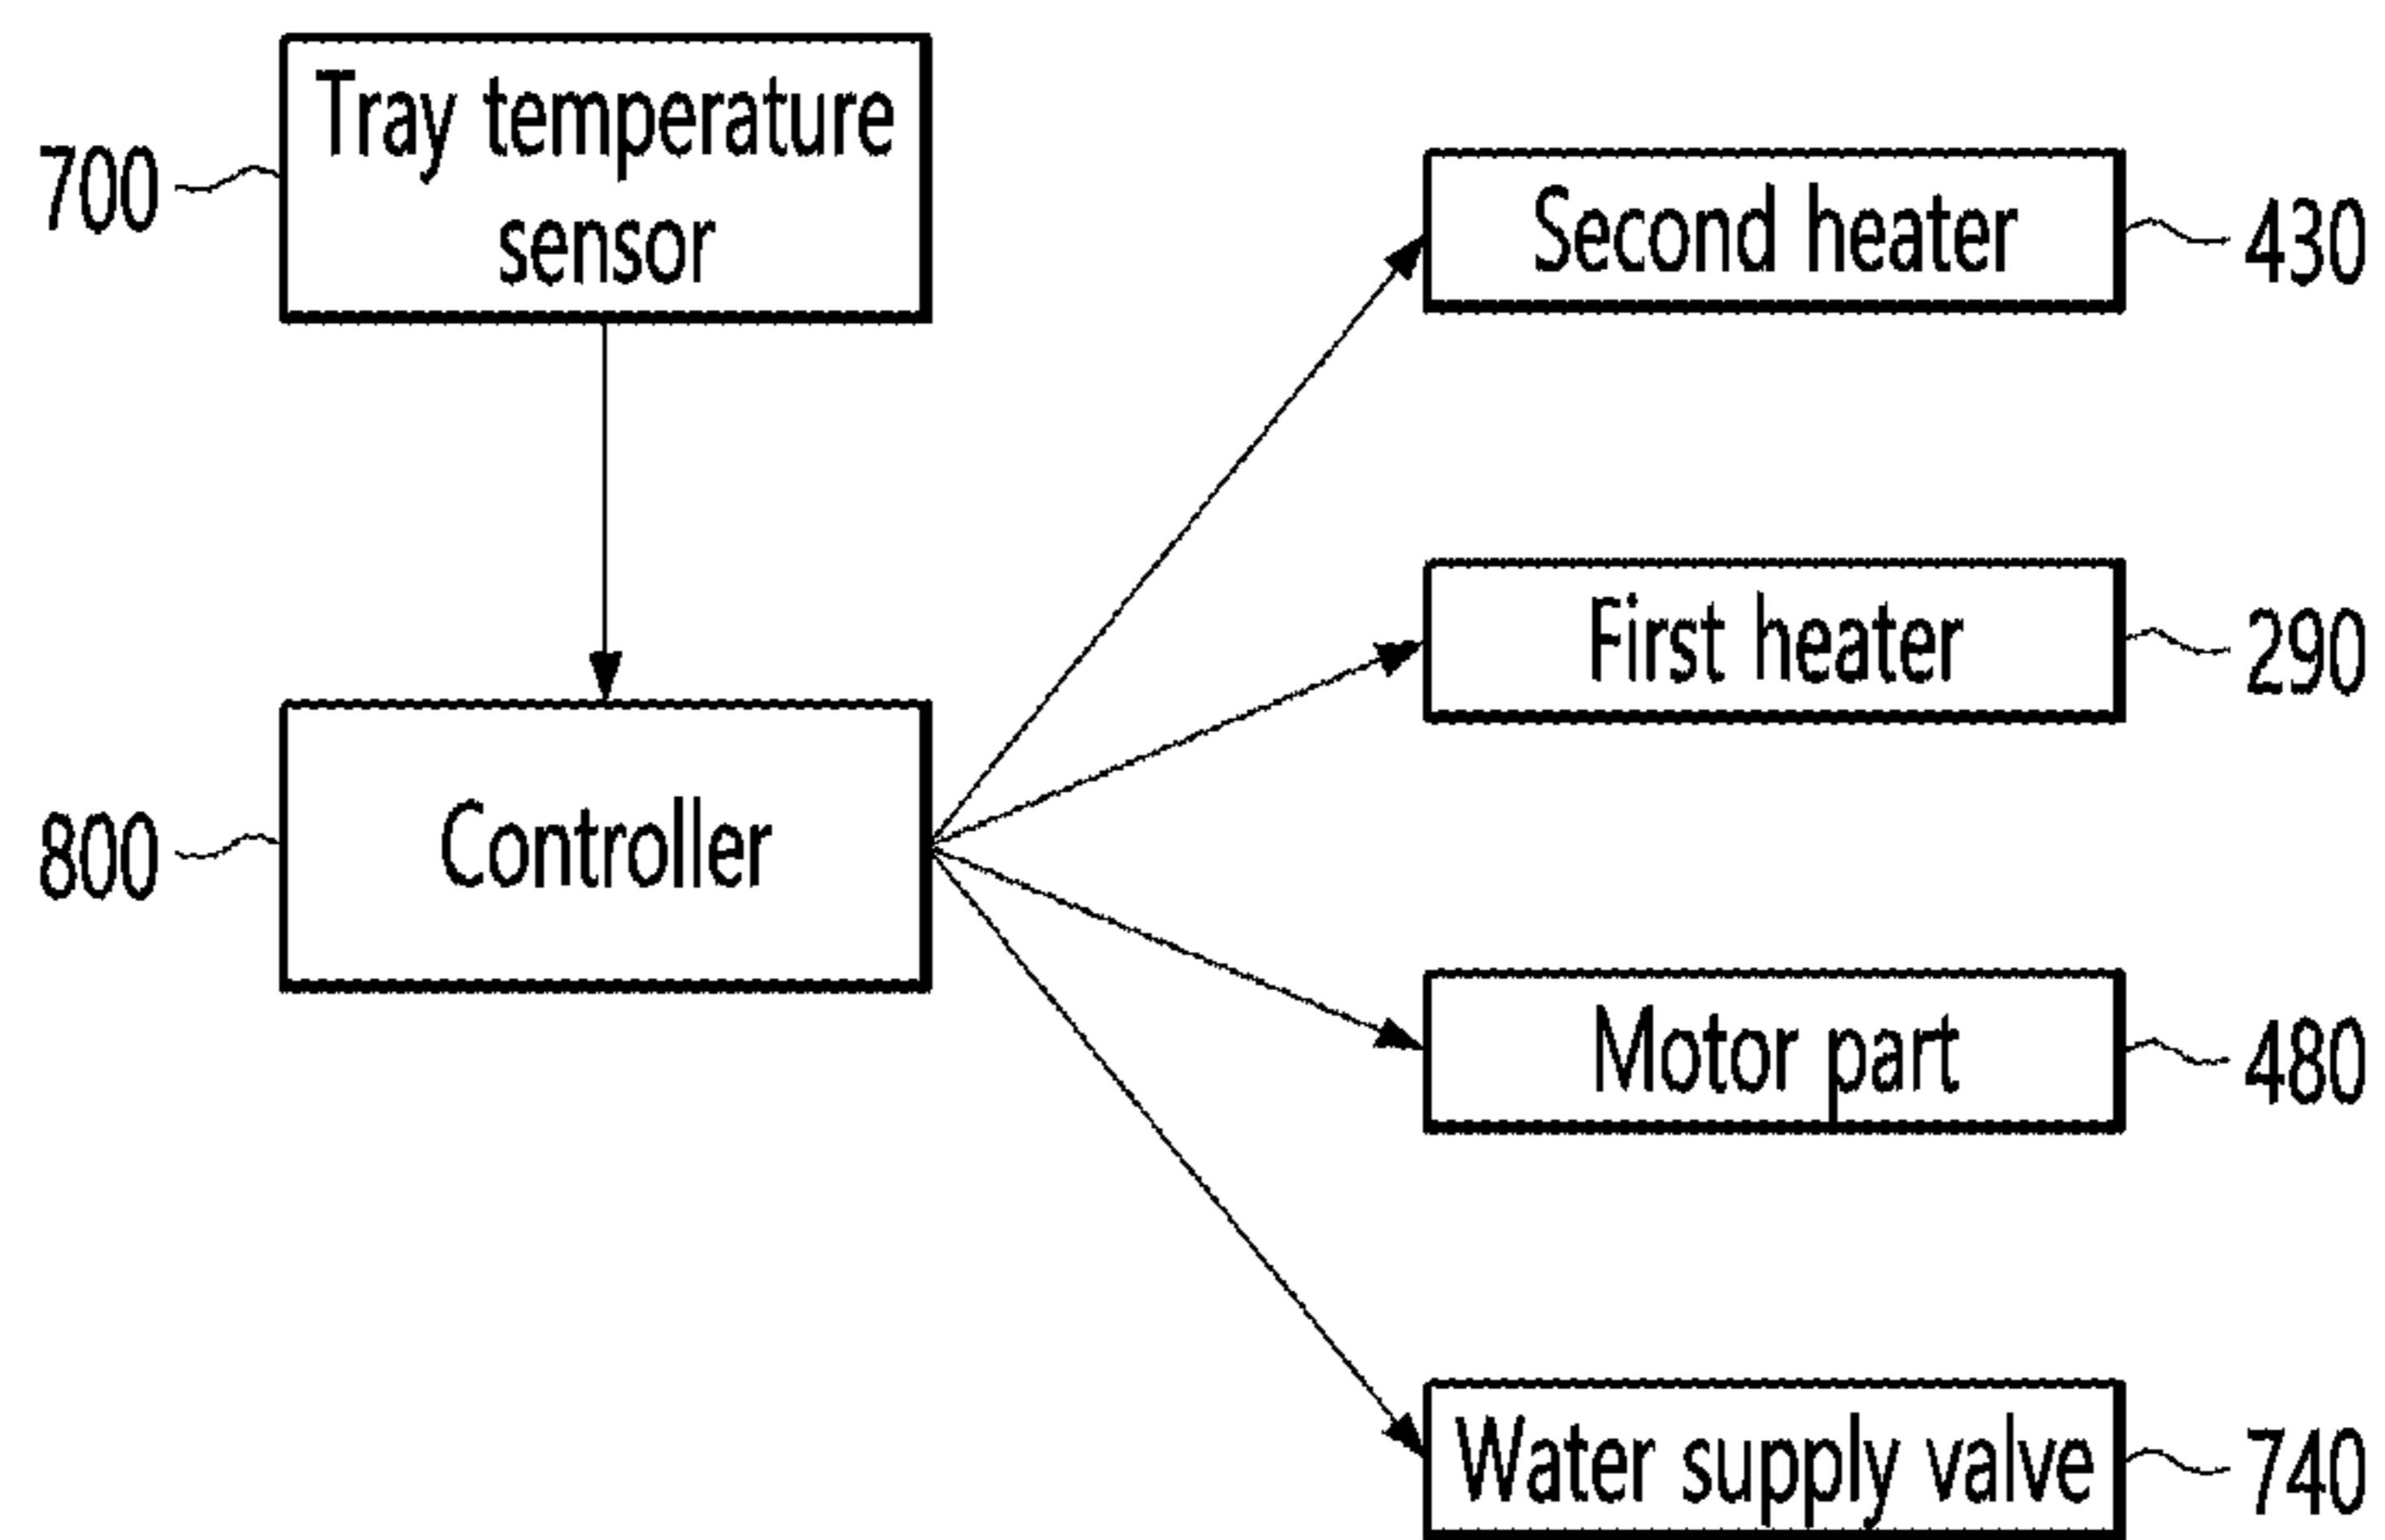 Tray temperature
sensor
700
Second heater
430
First heater
290
Controller
800
Motor part
480
Water supply valve
740